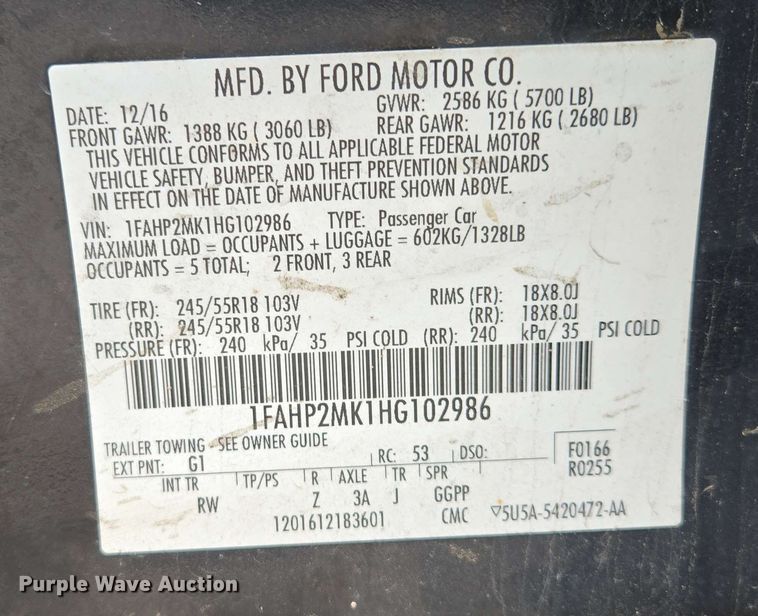 MFD. BY FORD MOTOR CO.
DATE: 12/16 GVWR: 2586 KG ( 5700 LB)
FRONT GAWR: 1388 KG ( 3060 LB) REAR GAWR: 1216 KG ( 2680 LB)
THIS VEHICLE CONFORMS TO ALL APPLICABLE FEDERAL MOTOR
VEHICLE SAFETY, BUMPER, AND THEFT PREVENTION STANDARDS
IN EFFECT ON THE DATE OF MANUFACTURE SHOWN ABOVE.
VIN: 1FAHP2MK1HG102986 TYPE: Passenger Car
MAXIMUM LOAD = OCCUPANTS + LUGGAGE = 602KG/1328LB
OCCUPANTS = 5 TOTAL; 2 FRONT, 3 REAR
TIRE (FR): 245/55R18 103V RIMS (FR): 18X8.0J
(RR): 245/55R18 103V (RR): 18X8.0J
PRESSURE (FR): 240 kPa/ 35 PSI COLD (RR): 240 kPa/ 35 PSI COLD
1FAHP2MK1HG102986
TRAILER TOWING - SEE OWNER GUIDE
EXT PNT: G1 RC: 53 DSO: F0166
R0255
INT TR TP/PS R AXLE TR SPR
RW Z 3A J GGPP
1201612183601 CMC ▽5U5A-5420472-AA
Purple Wave Auction